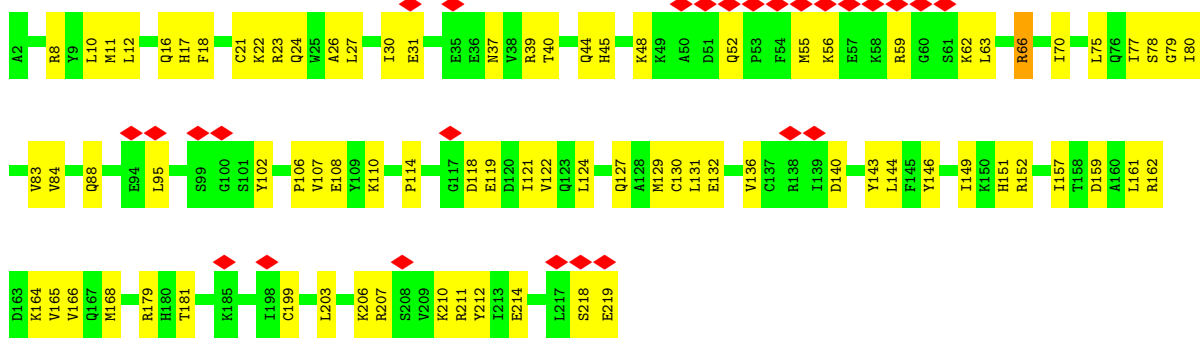 A2 R8 Y9 L10 M11 L12 Q16 H17 F18 C21 K22 R23 Q24 W25 A26 L27 I30 E31 E35 E36 N37 V38 R39 T40 Q44 H45 K48 K49 A50 D51 Q52 P53 F54 M55 K56 E57 K58 R59 G60 S61 K62 L63 R66 I70 L75 Q76 I77 S78 G79 I80
V83 V84 Q88 E94 L95 S99 G100 S101 Y102 P106 V107 E108 Y109 K110 P114 G117 D118 E119 D120 I121 V122 Q123 L124 Q127 A128 M129 C130 L131 E132 V136 C137 R138 I139 D140 Y143 L144 F145 Y146 I149 K150 H151 R152 I157 T158 D159 A160 L161 R162
D163 K164 V165 V166 Q167 M168 R179 H180 T181 K185 I198 C199 L203 K206 R207 S208 V209 K210 R211 Y212 I213 E214 L217 S218 E219